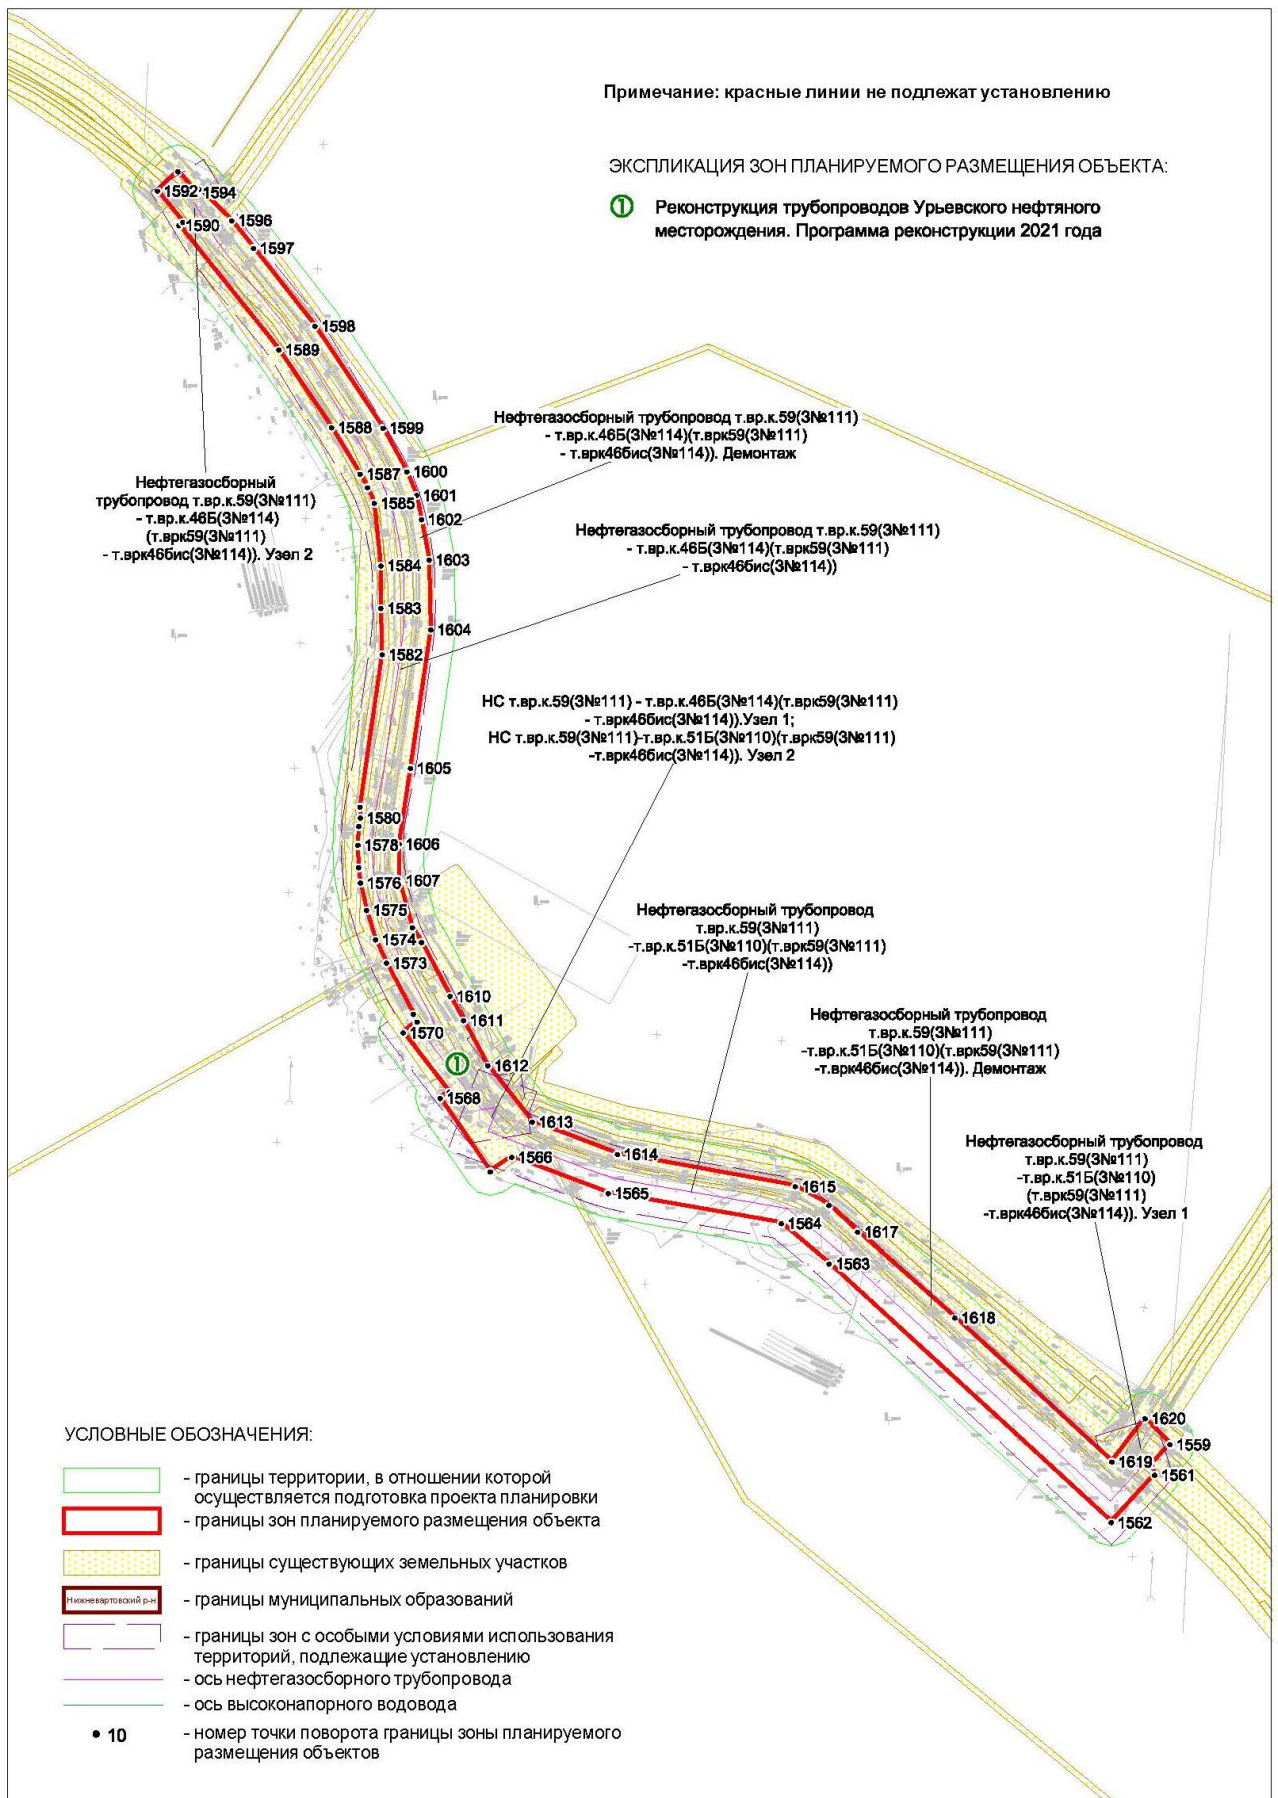 Примечание: красные линии не подлежат установлению
ЭКСПЛИКАЦИЯ ЗОН ПЛАНИРУЕМОГО РАЗМЕЩЕНИЯ ОБЪЕКТА:
1 Реконструкция трубопроводов Урьевского нефтяного
месторождения. Программа реконструкции 2021 года
1592
1594
1590
1596
1597
1598
1589
1588
1599
Нефтегазосборный трубопровод т.вр.к.59(3№111)
- т.вр.к.46Б(3№114)(т.врк59(3№111)
- т.врк46бис(3№114)). Демонтаж
1587
1600
1585
1601
1602
Нефтегазосборный
трубопровод т.вр.к.59(3№111)
- т.вр.к.46Б(3№114)
(т.врк59(3№111)
- т.врк46бис(3№114)). Узел 2
Нефтегазосборный трубопровод т.вр.к.59(3№111)
- т.вр.к.46Б(3№114)(т.врк59(3№111)
- т.врк46бис(3№114))
1584
1603
1583
1604
1582
НС т.вр.к.59(3№111) - т.вр.к.46Б(3№114)(т.врк59(3№111)
- т.врк46бис(3№114)).Узел 1;
НС т.вр.к.59(3№111)-т.вр.к.51Б(3№110)(т.врк59(3№111)
-т.врк46бис(3№114)). Узел 2
1605
1580
1578
1606
1576
1607
1575
1574
1573
Нефтегазосборный трубопровод
т.вр.к.59(3№111)
-т.вр.к.51Б(3№110)(т.врк59(3№111)
-т.врк46бис(3№114))
1610
1611
1570
1
1612
1568
Нефтегазосборный трубопровод
т.вр.к.59(3№111)
-т.вр.к.51Б(3№110)(т.врк59(3№111)
-т.врк46бис(3№114)). Демонтаж
1613
1614
1566
1565
1615
1564
1617
1563
Нефтегазосборный трубопровод
т.вр.к.59(3№111)
-т.вр.к.51Б(3№110)
(т.врк59(3№111)
-т.врк46бис(3№114)). Узел 1
1618
1620
1559
1619
1561
1562
УСЛОВНЫЕ ОБОЗНАЧЕНИЯ:
- границы территории, в отношении которой
осуществляется подготовка проекта планировки
- границы зон планируемого размещения объекта
- границы существующих земельных участков
Нижневартовский р-н
- границы муниципальных образований
- границы зон с особыми условиями использования
территорий, подлежащие установлению
- ось нефтегазосборного трубопровода
- ось высоконапорного водовода
• 10 - номер точки поворота границы зоны планируемого
размещения объектов